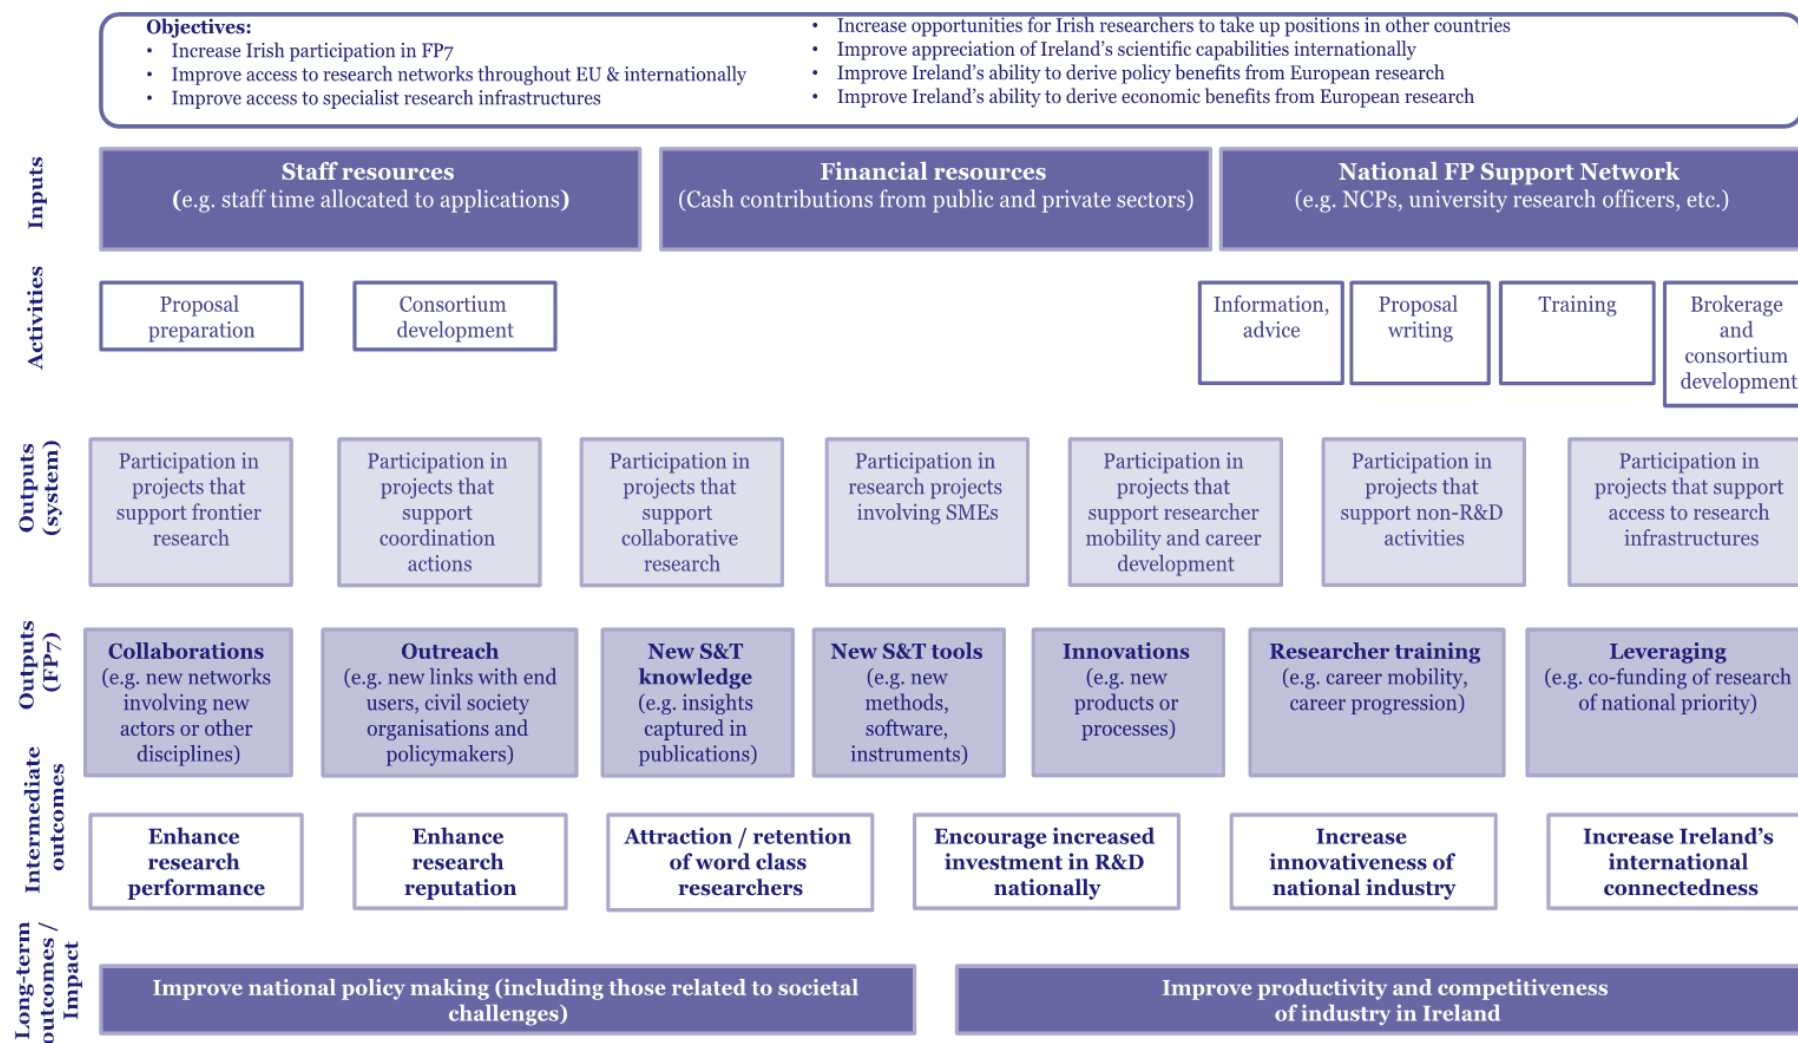 Objectives:
• Increase Irish participation in FP7
• Improve access to research networks throughout EU & internationally
• Improve access to specialist research infrastructures
• Increase opportunities for Irish researchers to take up positions in other countries
• Improve appreciation of Ireland's scientific capabilities internationally
• Improve Ireland's ability to derive policy benefits from European research
• Improve Ireland's ability to derive economic benefits from European research
Inputs
Staff resources
(e.g. staff time allocated to applications)
Financial resources
(Cash contributions from public and private sectors)
National FP Support Network
(e.g. NCPs, university research officers, etc.)
Activities
Proposal
preparation
Consortium
development
Information,
advice
Proposal
writing
Training
Brokerage
and
consortium
development
Outputs
(system)
Participation in
projects that
support frontier
research
Participation in
projects that
support
coordination
actions
Participation in
projects that
support
collaborative
research
Participation in
research projects
involving SMEs
Participation in
projects that
support researcher
mobility and career
development
Participation in
projects that
support non-R&D
activities
Participation in
projects that support
access to research
infrastructures
Outputs
(FP7)
Collaborations
(e.g. new networks
involving new
actors or other
disciplines)
Outreach
(e.g. new links with end
users, civil society
organisations and
policymakers)
New S&T
knowledge
(e.g. insights
captured in
publications)
New S&T tools
(e.g. new
methods,
software,
instruments)
Innovations
(e.g. new
products or
processes)
Researcher training
(e.g. career mobility,
career progression)
Leveraging
(e.g. co-funding of research
of national priority)
Intermediate
outcomes
Enhance
research
performance
Enhance
research
reputation
Attraction / retention
of word class
researchers
Encourage increased
investment in R&D
nationally
Increase
innovativeness of
national industry
Increase Ireland's
international
connectedness
Long-term
outcomes /
Impact
Improve national policy making (including those related to societal
challenges)
Improve productivity and competitiveness
of industry in Ireland